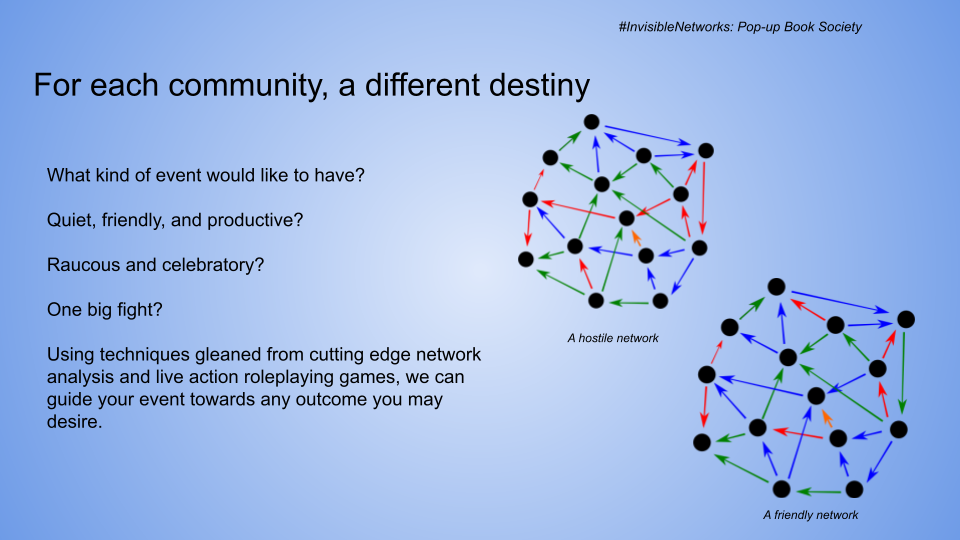 #InvisibleNetworks: Pop-up Book Society
For each community, a different destiny
What kind of event would like to have?
Quiet, friendly, and productive?
Raucous and celebratory?
One big fight?
Using techniques gleaned from cutting edge network
analysis and live action roleplaying games, we can
guide your event towards any outcome you may
desire.
A hostile network
A friendly network